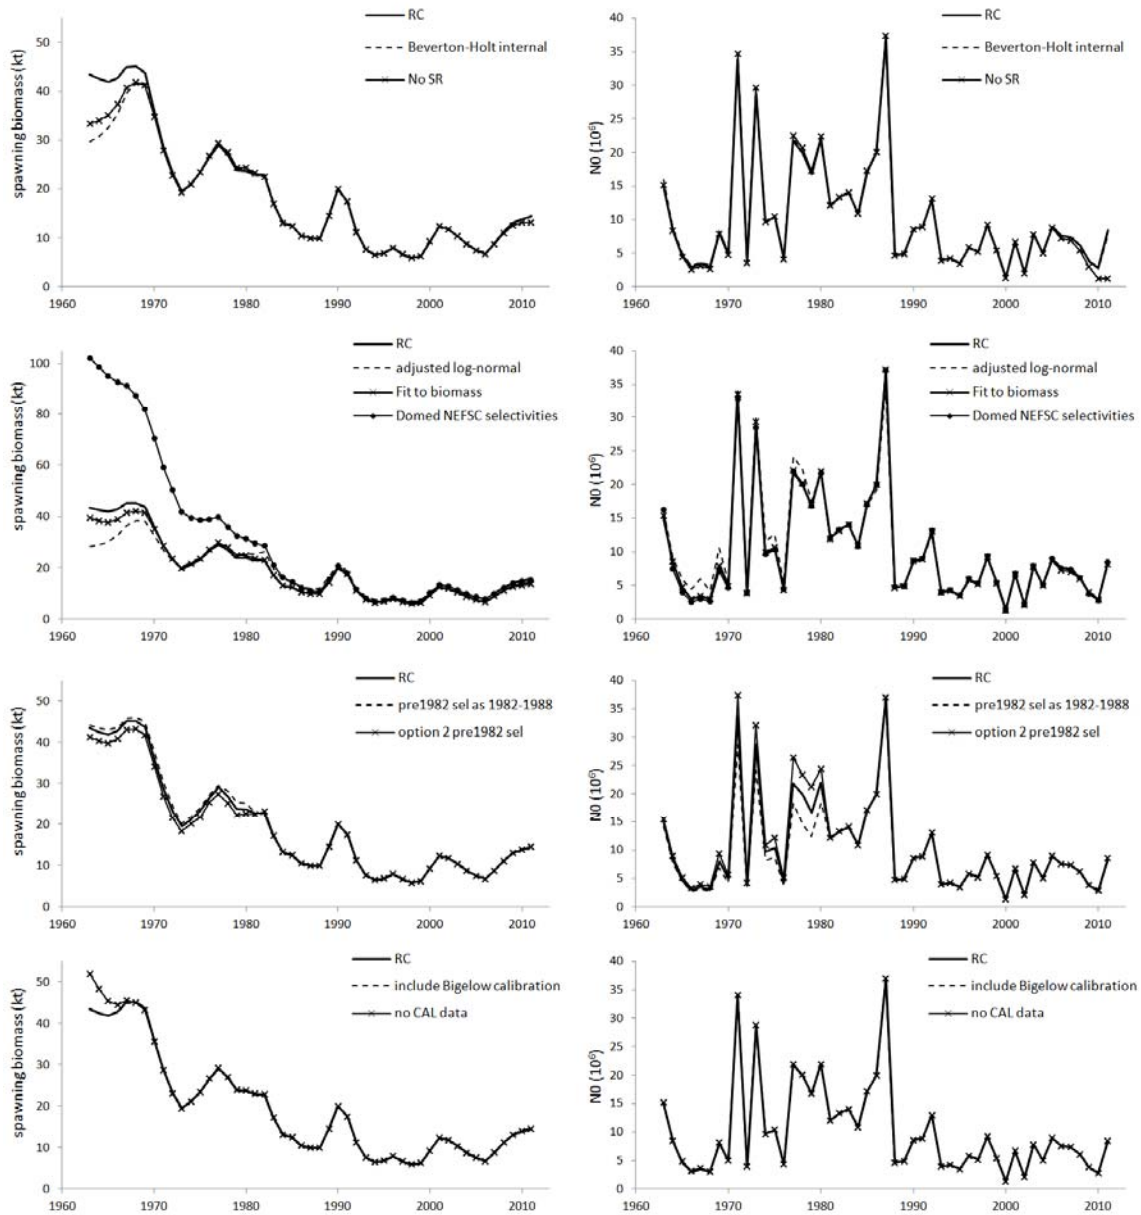 RC
Beverton-Holt internal
No SR
spawning biomass (kt)
50
40
30
20
10
0
1960 1970 1980 1990 2000 2010
RC
Beverton-Holt internal
No SR
N0 (10⁶)
40
35
30
25
20
15
10
5
0
1960 1970 1980 1990 2000 2010
RC
adjusted log-normal
Fit to biomass
Domed NEFSC selectivities
spawning biomass (kt)
100
80
60
40
20
0
1960 1970 1980 1990 2000 2010
RC
adjusted log-normal
Fit to biomass
Domed NEFSC selectivities
N0 (10⁶)
40
35
30
25
20
15
10
5
0
1960 1970 1980 1990 2000 2010
RC
pre1982 sel as 1982-1988
option 2 pre1982 sel
spawning biomass (kt)
50
40
30
20
10
0
1960 1970 1980 1990 2000 2010
RC
pre1982 sel as 1982-1988
option 2 pre1982 sel
N0 (10⁶)
40
35
30
25
20
15
10
5
0
1960 1970 1980 1990 2000 2010
RC
include Bigelow calibration
no CAL data
spawning biomass (kt)
50
40
30
20
10
0
1960 1970 1980 1990 2000 2010
RC
include Bigelow calibration
no CAL data
N0 (10⁶)
40
35
30
25
20
15
10
5
0
1960 1970 1980 1990 2000 2010